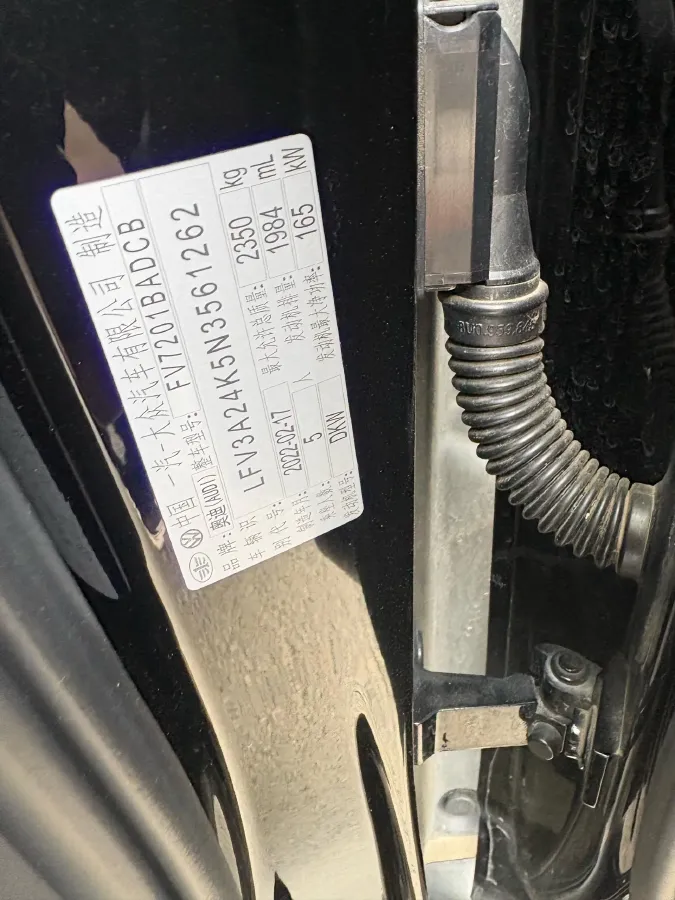 中国 一汽-大众汽车有限公司 制造
品牌: 奥迪(AUDI) 整车型号: FV7201BADCB
车辆识别代号: LFV3A24K5N3561262
制造年月: 2022-02-17 最大允许总质量: 2350 kg
乘坐人数: 5 人 发动机排量: 1984 mL
发动机型号: DKW 发动机最大净功率: 165 kW